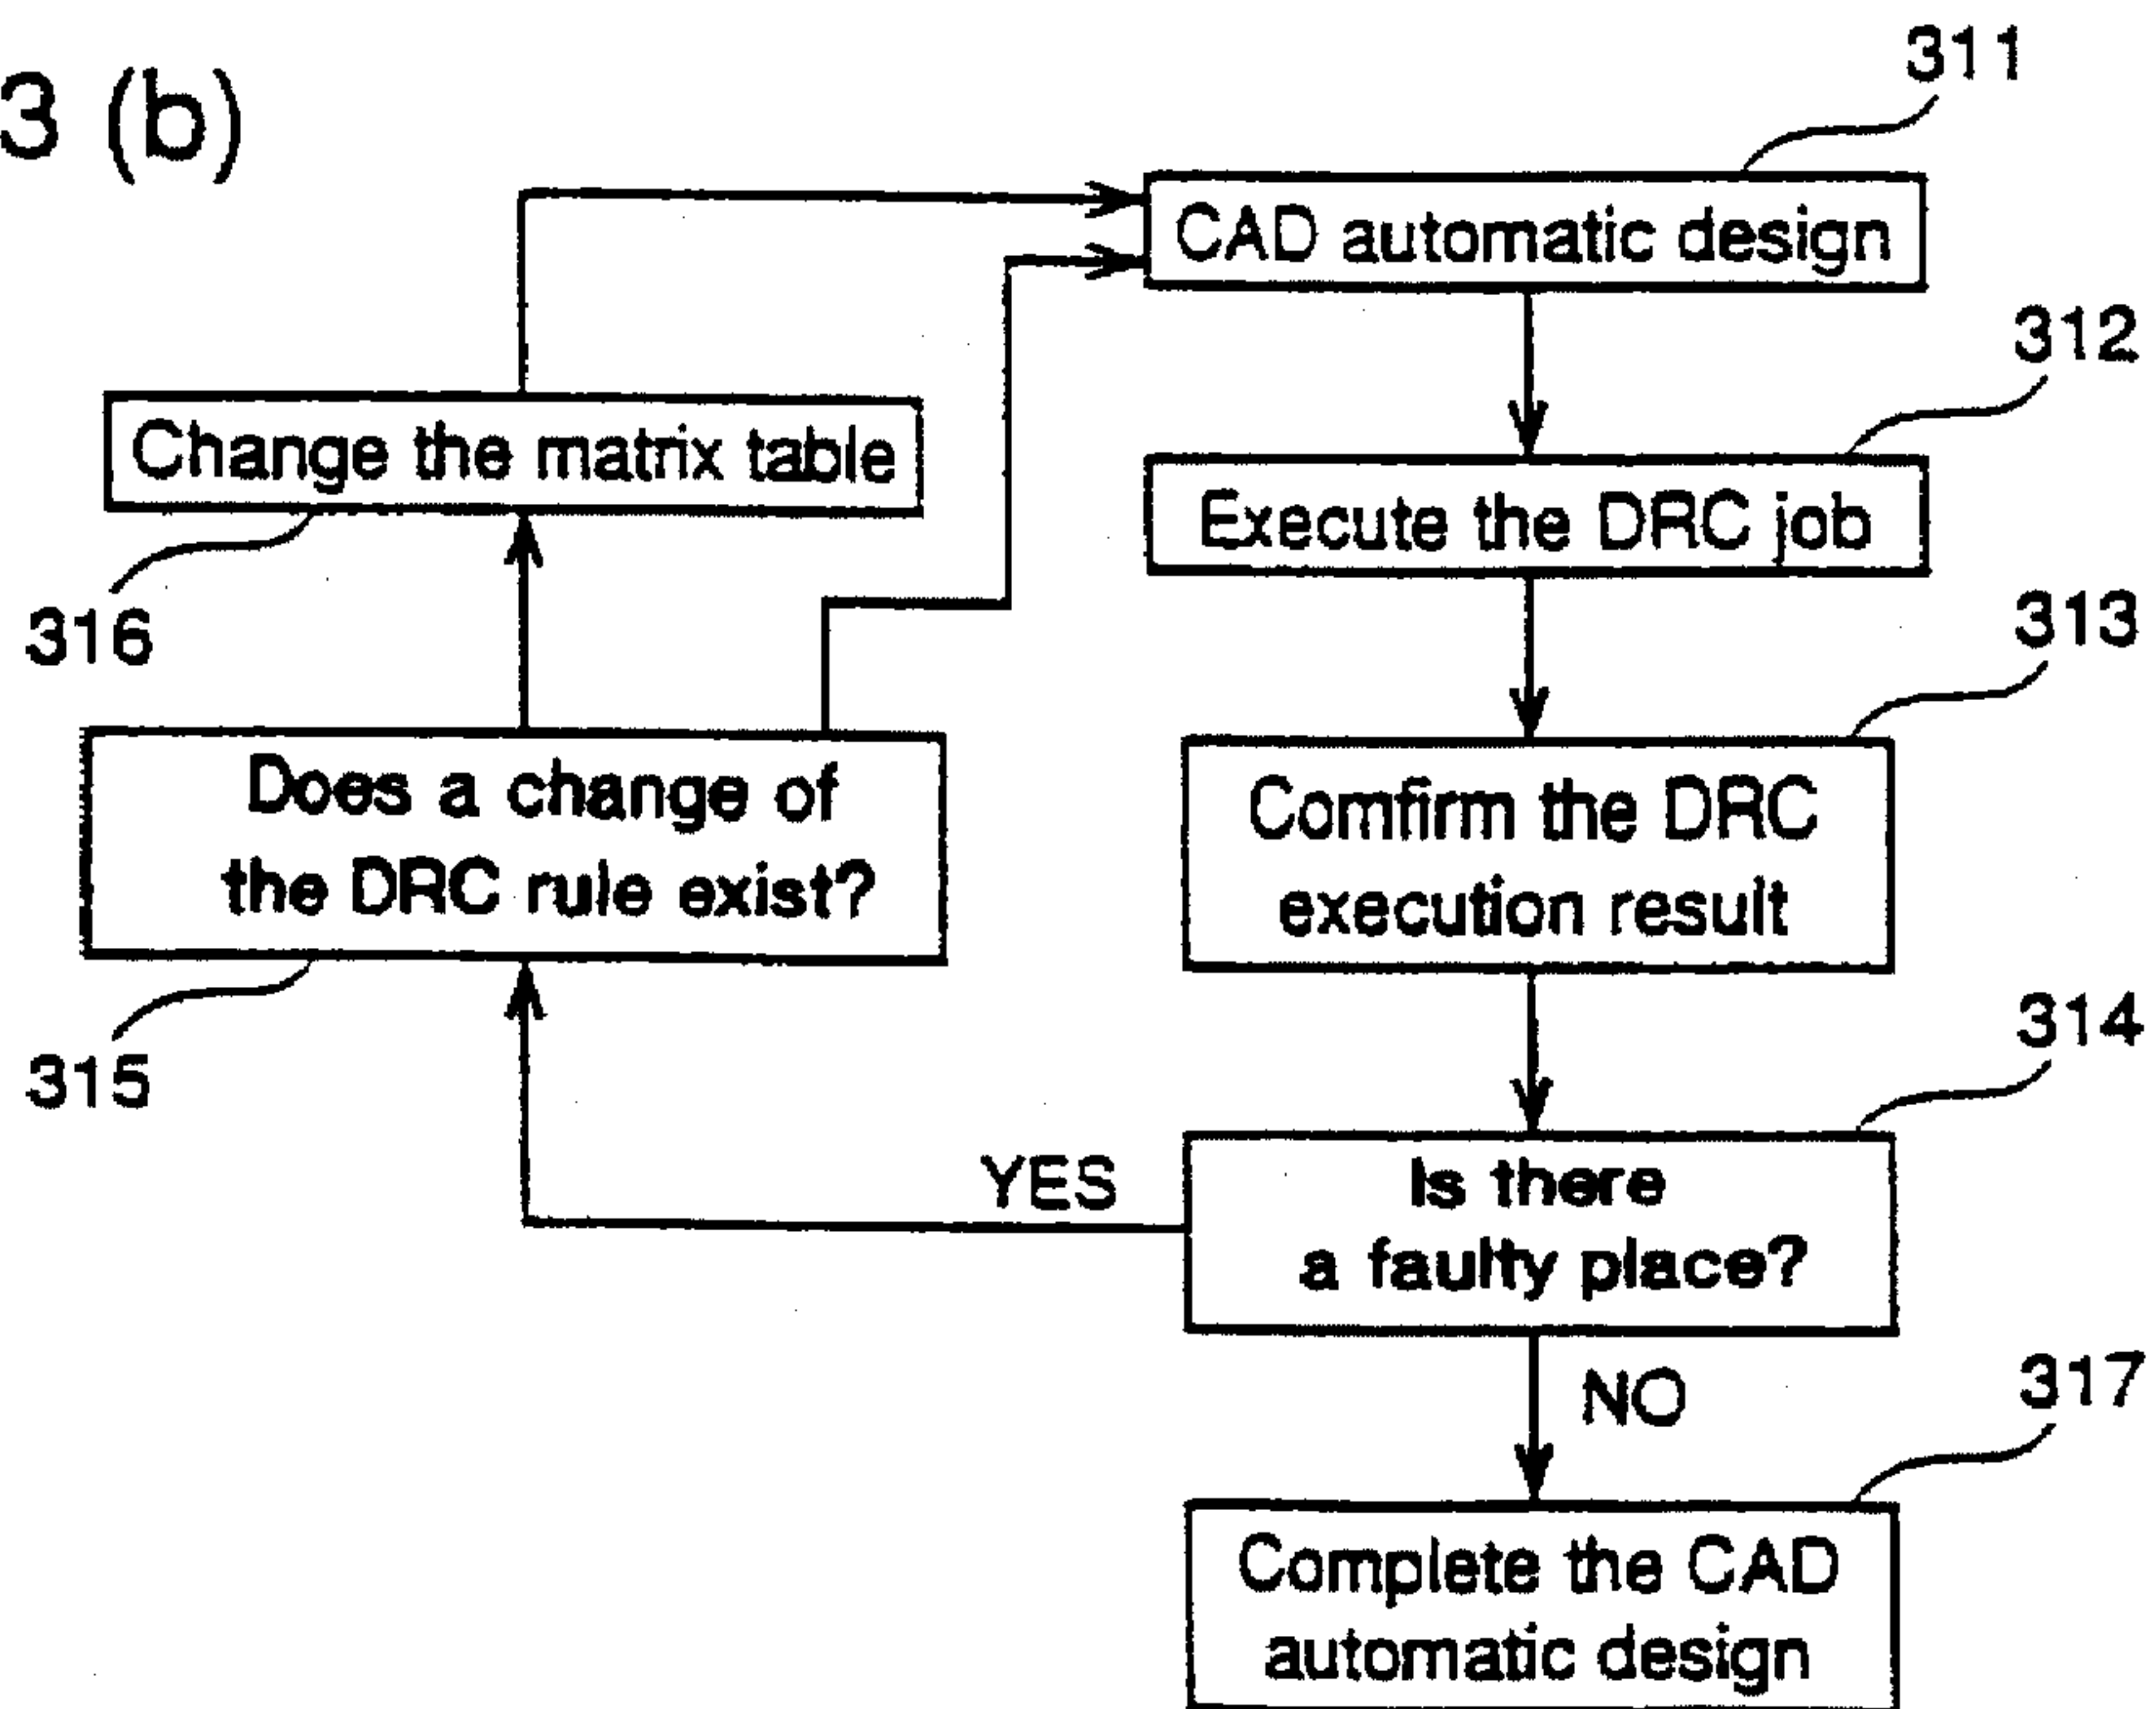 3 (b)
311
CAD automatic design
312
Execute the DRC job
313
Comfirm the DRC
execution result
314
Is there
a faulty place?
YES
NO
315
Does a change of
the DRC rule exist?
316
Change the matrix table
317
Complete the CAD
automatic design